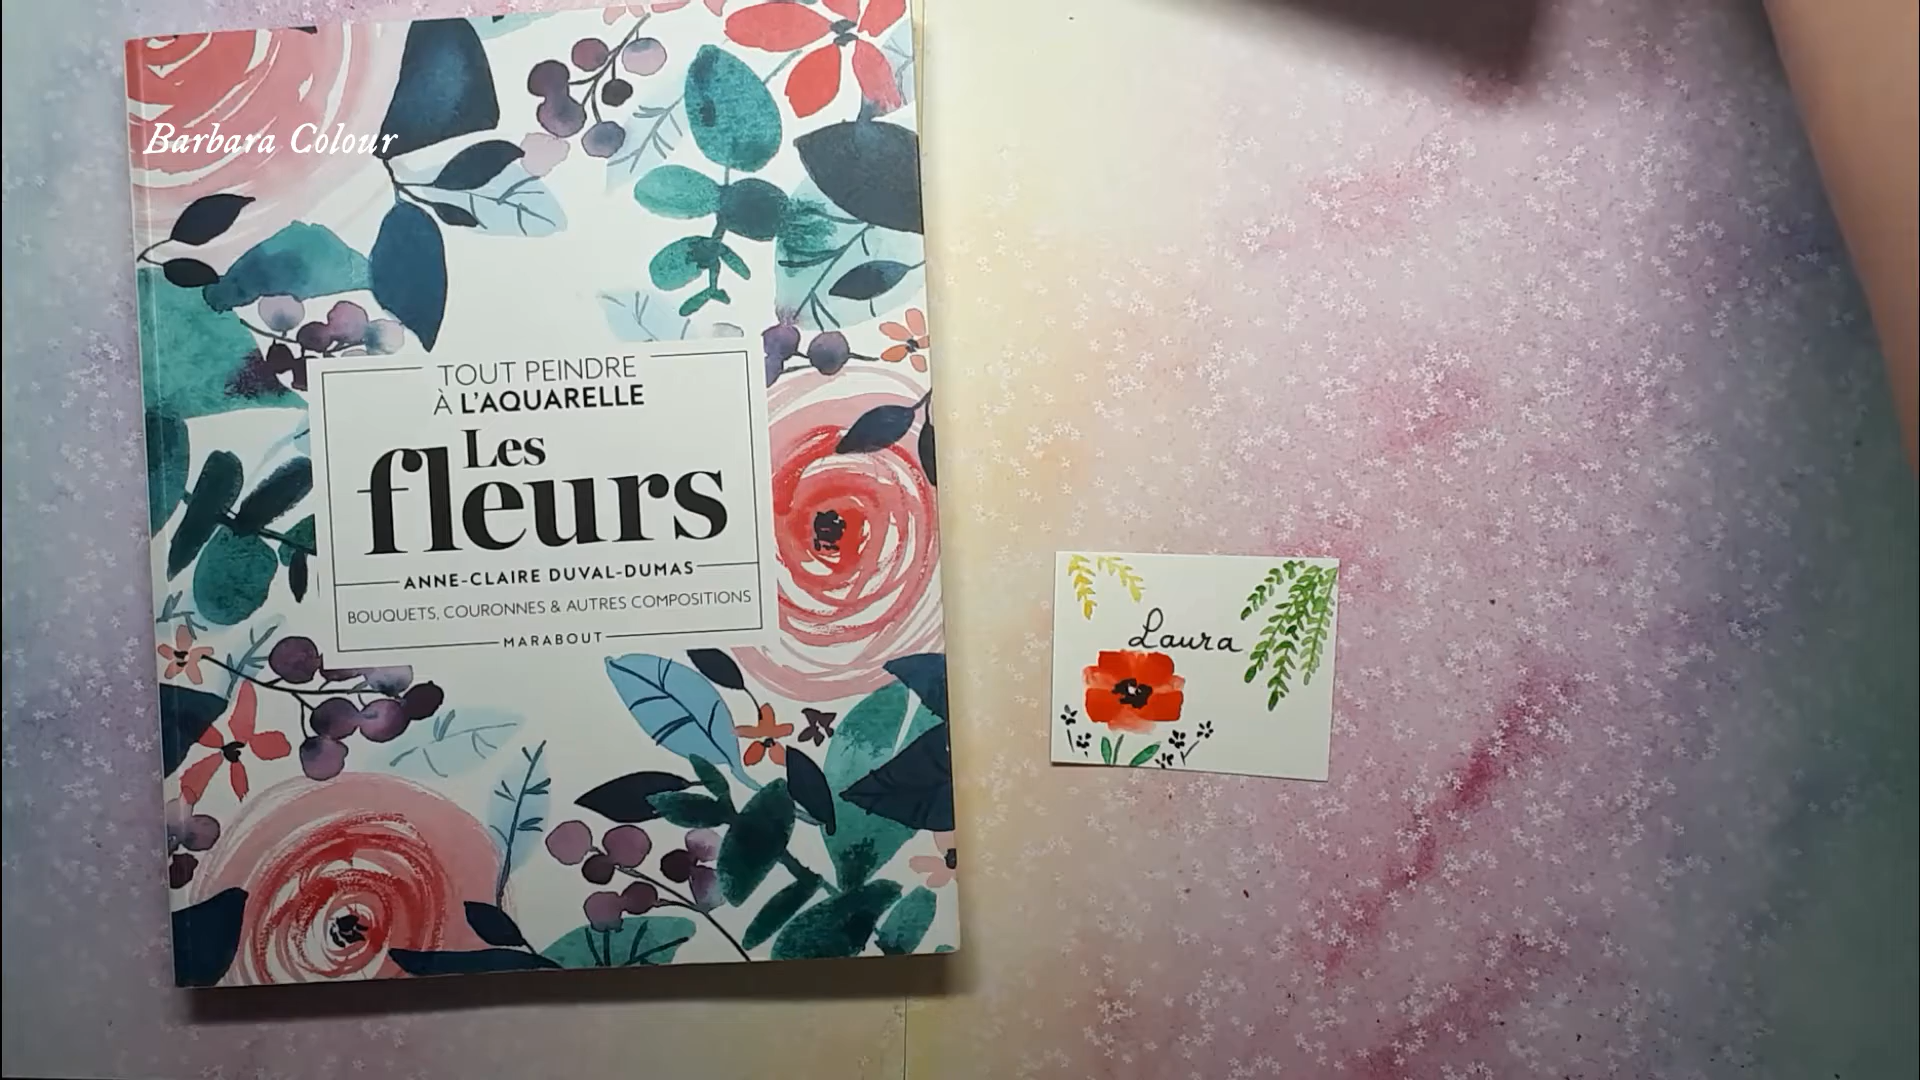 Barbara Colour
TOUT PEINDRE
À L'AQUARELLE
Les
fleurs
ANNE-CLAIRE DUVAL-DUMAS
BOUQUETS, COURONNES & AUTRES COMPOSITIONS
MARABOUT
Laura